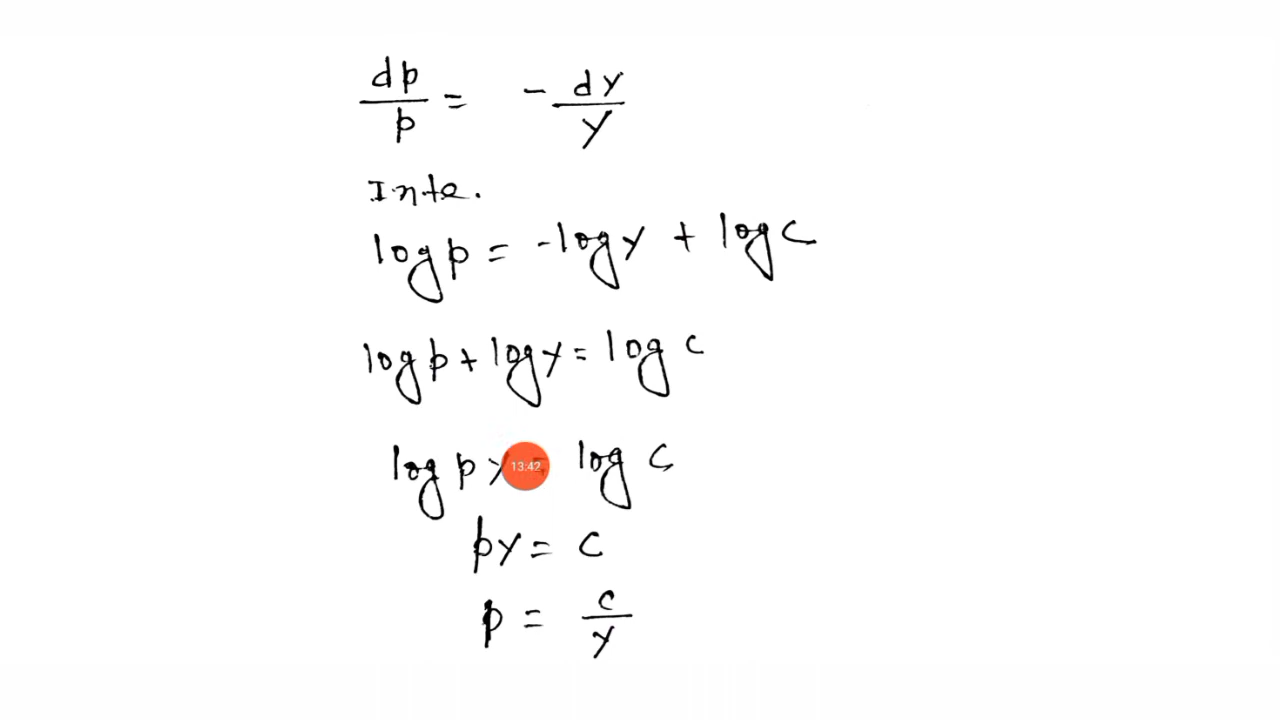 dp/p = - dy/y
Inte.
log p = -log y + log c
log p + log y = log c
log p y = log c
13:42
py = c
p = c/y